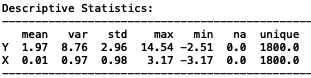 Descriptive Statistics:
--------------------------------------------------
mean var std max min na unique
Y 1.97 8.76 2.96 14.54 -2.51 0.0 1800.0
X 0.01 0.97 0.98 3.17 -3.17 0.0 1800.0
--------------------------------------------------